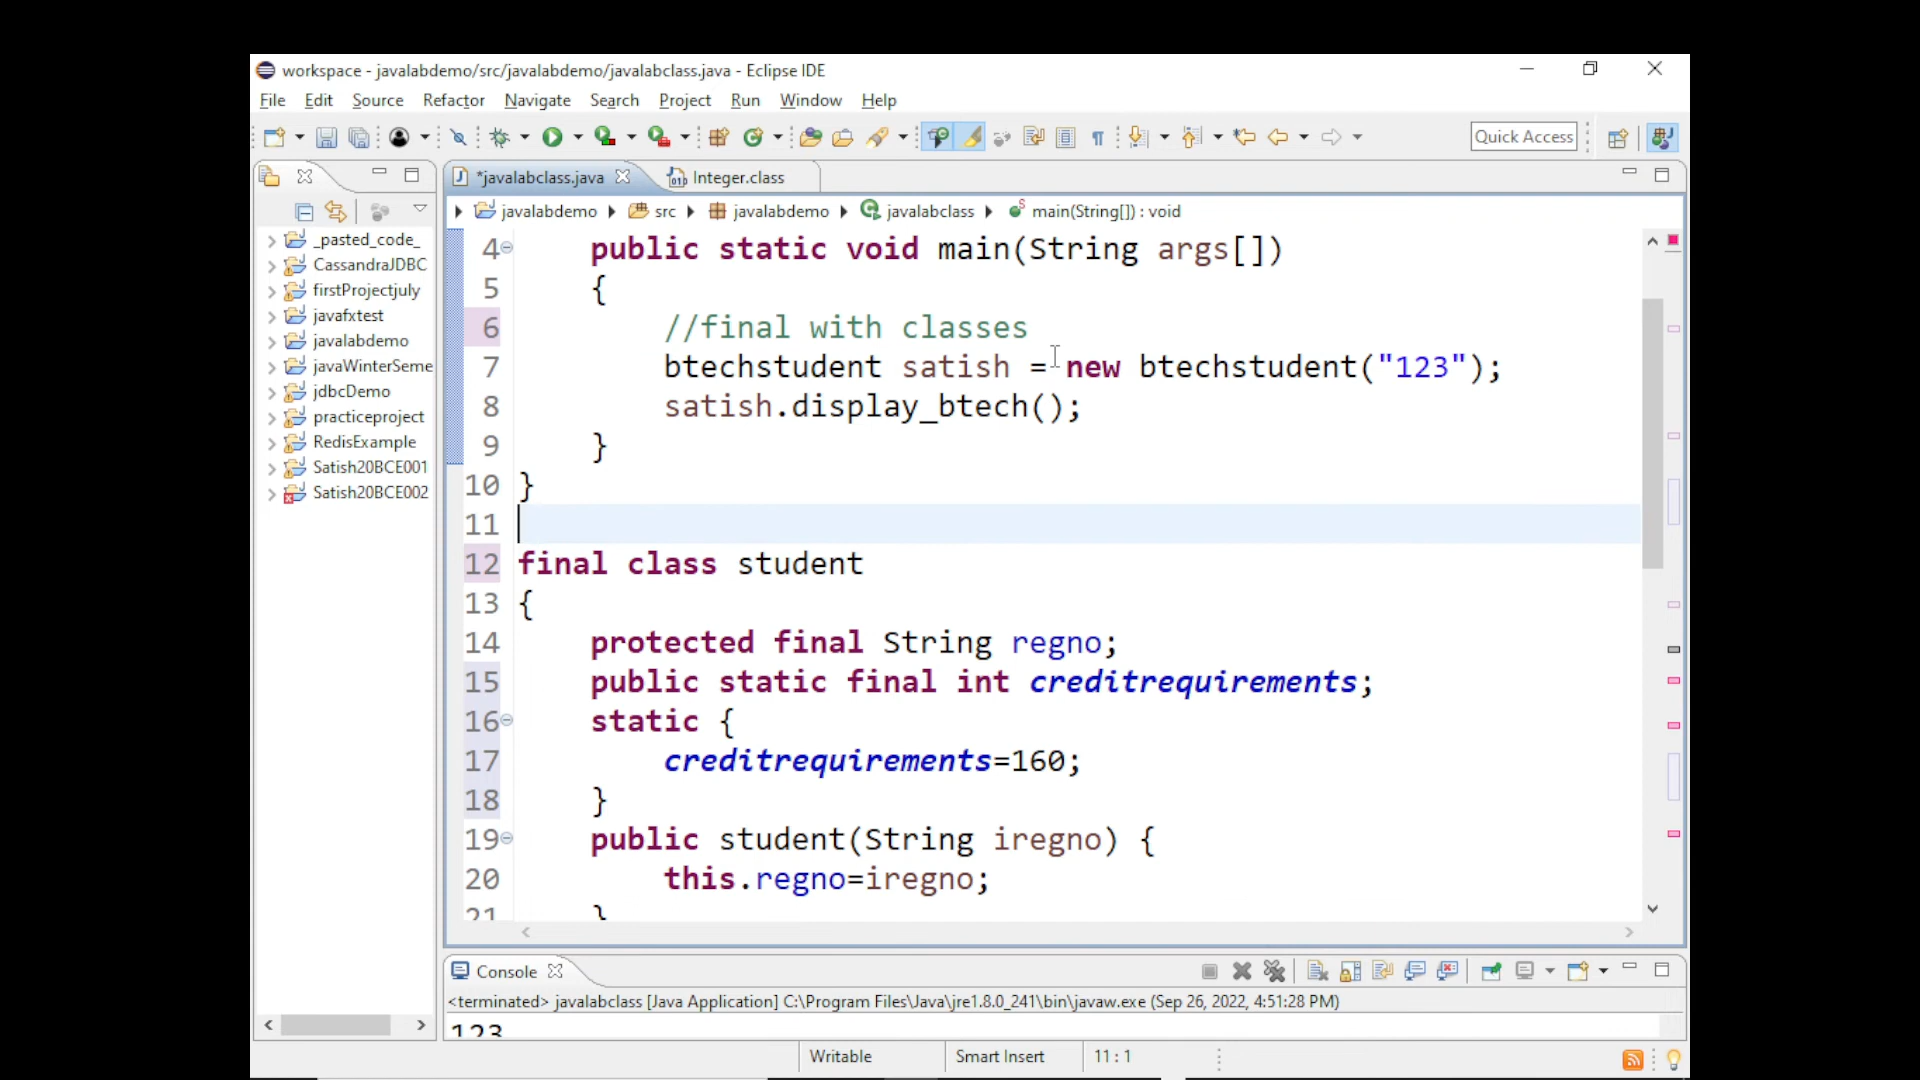 workspace - javalabdemo/src/javalabdemo/javalabclass.java - Eclipse IDE
File Edit Source Refactor Navigate Search Project Run Window Help
Quick Access
*javalabclass.java Integer.class
javalabdemo src javalabdemo javalabclass main(String[]) : void
_pasted_code_
CassandraJDBC
firstProjectjuly
javafxtest
javalabdemo
javaWinterSeme
jdbcDemo
practiceproject
RedisExample
Satish20BCE001
Satish20BCE002
4 public static void main(String args[])
5 {
6 //final with classes
7 btechstudent satish = new btechstudent("123");
8 satish.display_btech();
9 }
10 }
11
12 final class student
13 {
14 protected final String regno;
15 public static final int creditrequirements;
16 static {
17 creditrequirements=160;
18 }
19 public student(String iregno) {
20 this.regno=iregno;
21 }
Console
<terminated> javalabclass [Java Application] C:\Program Files\Java\jre1.8.0_241\bin\javaw.exe (Sep 26, 2022, 4:51:28 PM)
123
Writable Smart Insert 11 : 1